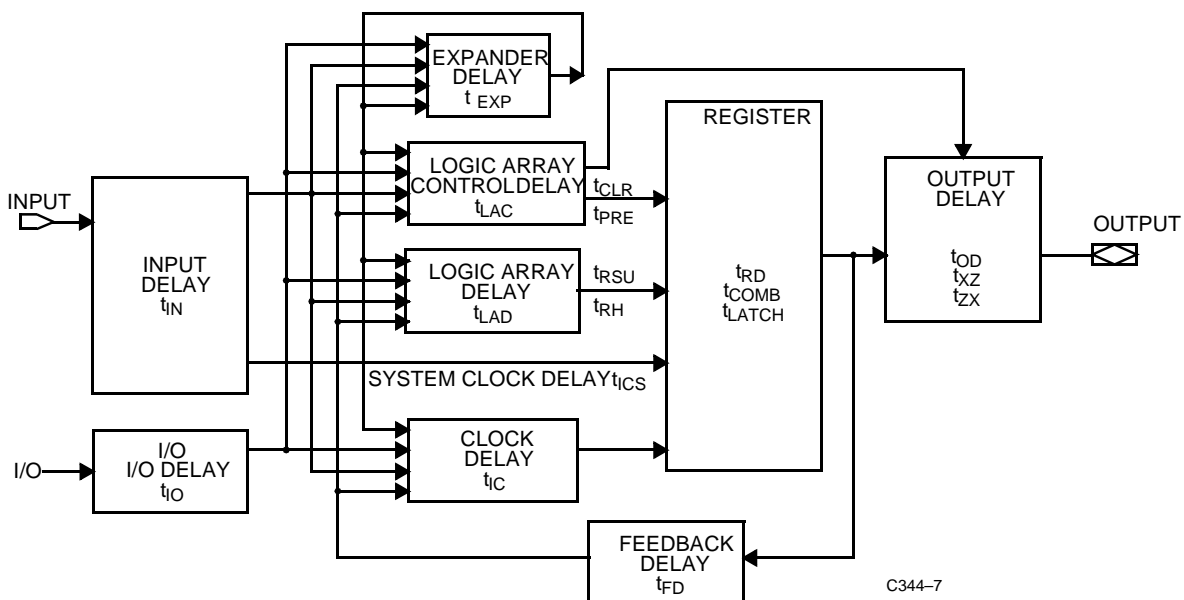 EXPANDER
DELAY
t EXP
REGISTER
LOGIC ARRAY
CONTROLDELAY
tLAC
tCLR
tPRE
OUTPUT
DELAY
tOD
tXZ
tZX
INPUT
OUTPUT
INPUT
DELAY
tIN
LOGIC ARRAY
DELAY
tLAD
tRSU
tRH
tRD
tCOMB
tLATCH
SYSTEM CLOCK DELAYtICS
I/O
I/O
I/O DELAY
tIO
CLOCK
DELAY
tIC
FEEDBACK
DELAY
tFD
C344–7